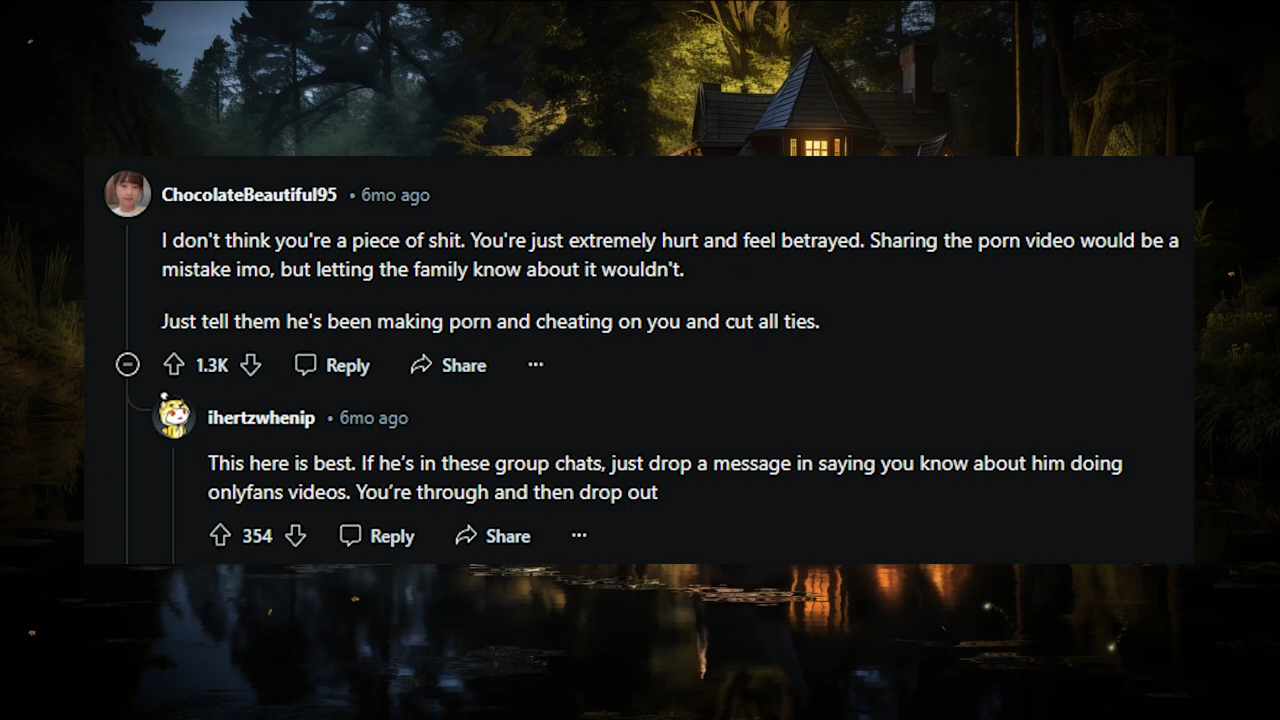 ChocolateBeautiful95 • 6mo ago
I don't think you're a piece of shit. You're just extremely hurt and feel betrayed. Sharing the porn video would be a
mistake imo, but letting the family know about it wouldn't.
Just tell them he's been making porn and cheating on you and cut all ties.
1.3K Reply Share ···
ihertzwhenip • 6mo ago
This here is best. If he’s in these group chats, just drop a message in saying you know about him doing
onlyfans videos. You’re through and then drop out
354 Reply Share ···